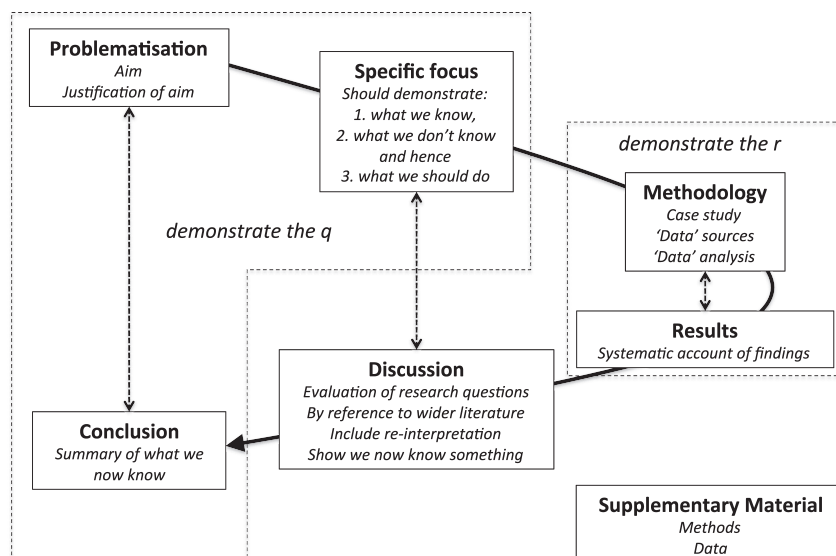 Problematisation
Aim
Justification of aim
Specific focus
Should demonstrate:
1. what we know,
2. what we don't know
and hence
3. what we should do
demonstrate the r
Methodology
Case study
'Data' sources
'Data' analysis
demonstrate the q
Results
Systematic account of findings
Discussion
Evaluation of research questions
By reference to wider literature
Include re-interpretation
Show we now know something
Conclusion
Summary of what we
now know
Supplementary Material
Methods
Data